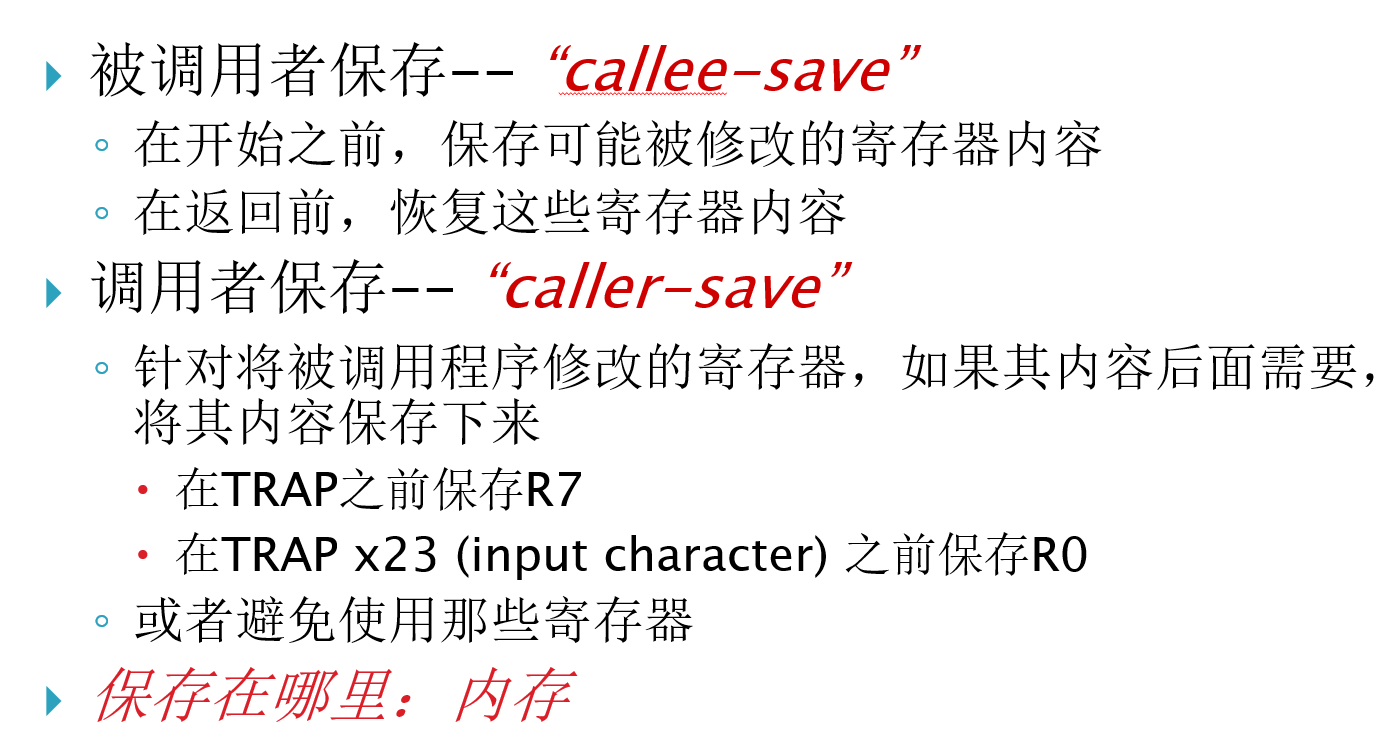 被调用者保存-- “callee-save”
在开始之前，保存可能被修改的寄存器内容
在返回前，恢复这些寄存器内容
调用者保存-- “caller-save”
针对将被调用程序修改的寄存器，如果其内容后面需要，
将其内容保存下来
在TRAP之前保存R7
在TRAP x23 (input character) 之前保存R0
或者避免使用那些寄存器
保存在哪里：内存